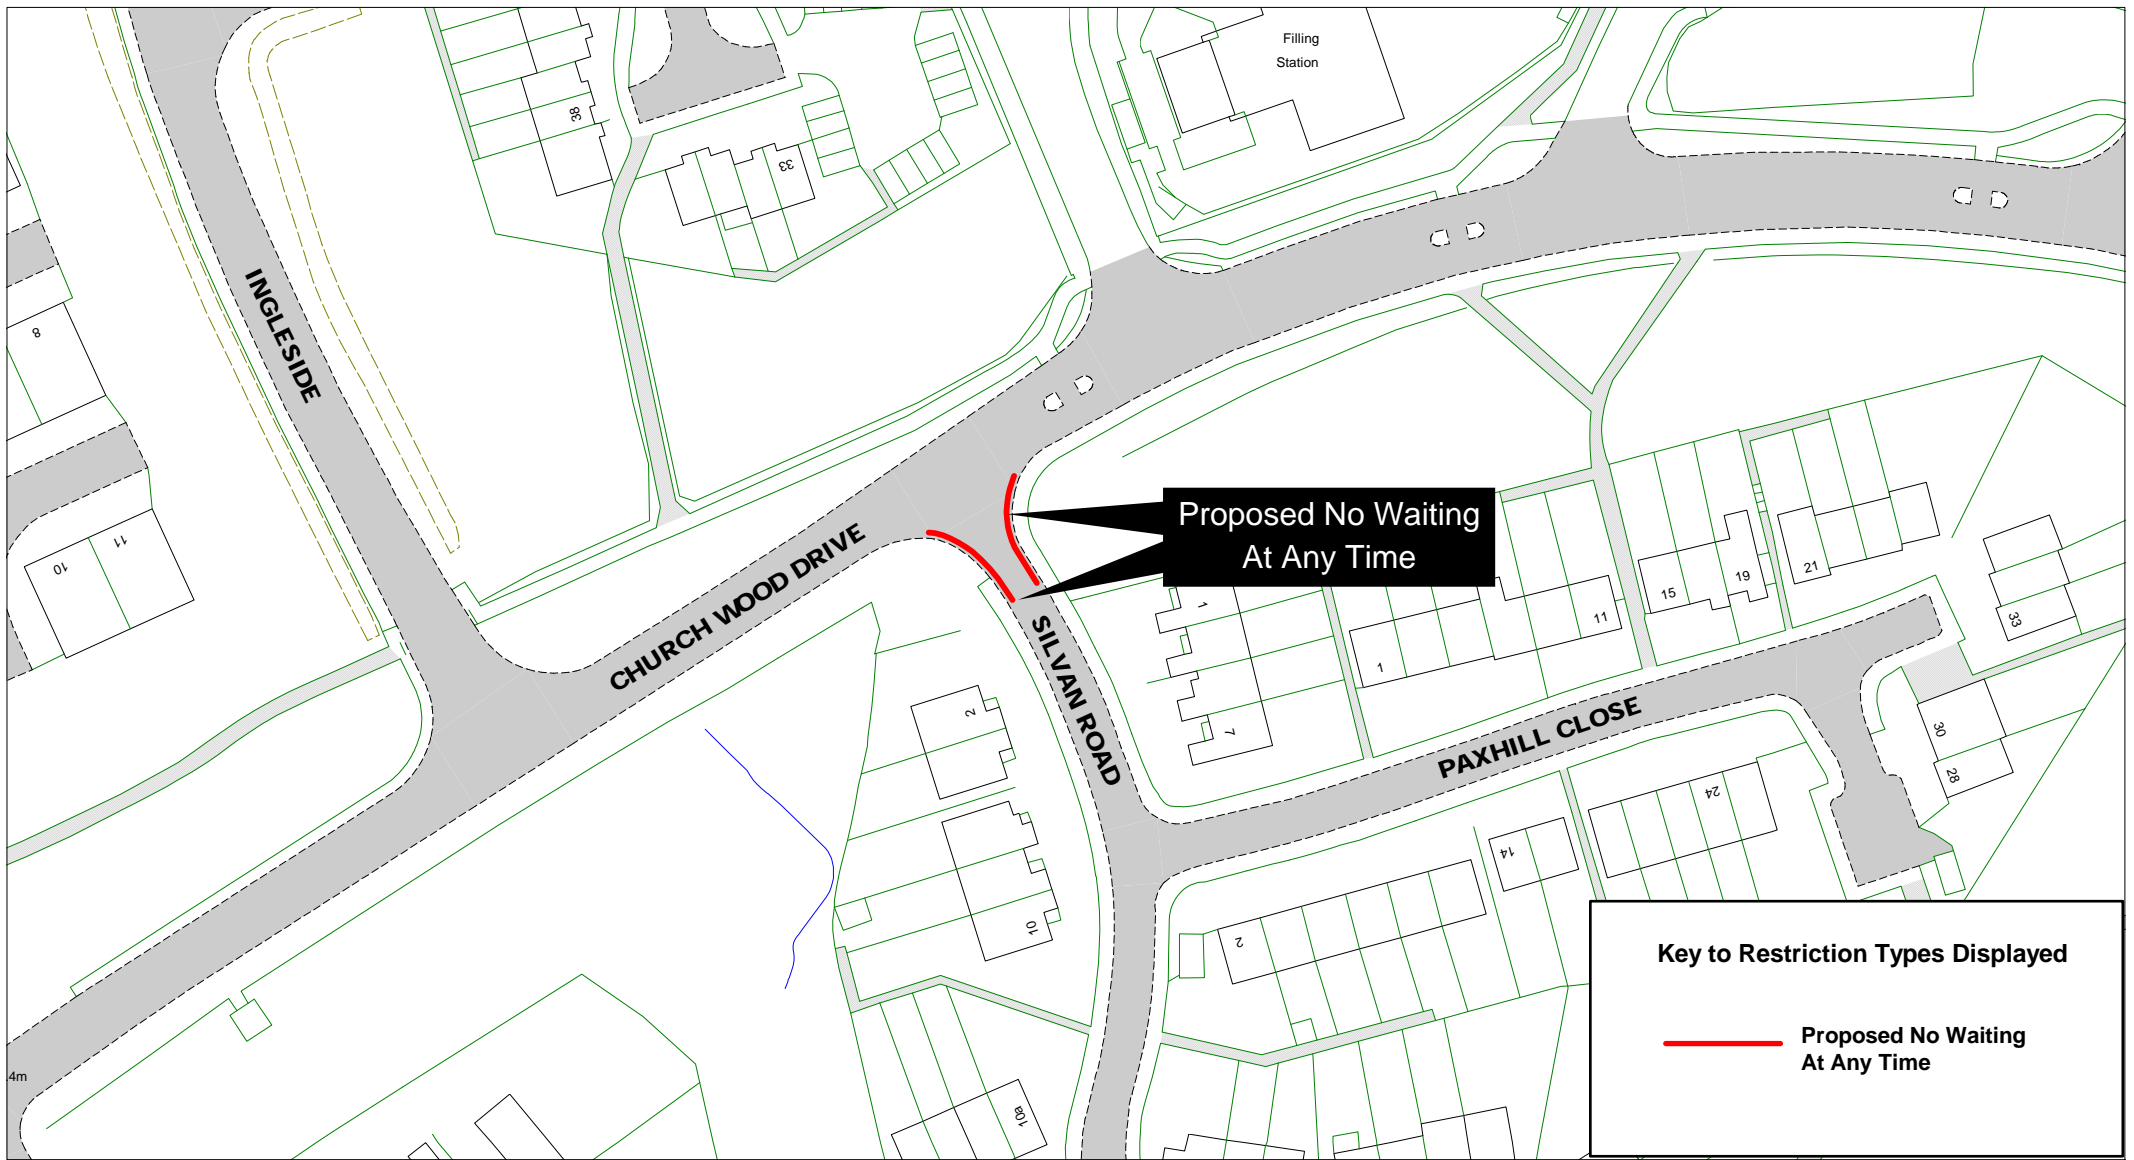 Filling
Station
38
33
INGLESIDE
8
11
10
Proposed No Waiting
At Any Time
CHURCH WOOD DRIVE
SILVAN ROAD
1
7
1
11
15
19
21
33
PAXHILL CLOSE
2
30
28
24
14
10
2
Key to Restriction Types Displayed
Proposed No Waiting
At Any Time
.4m
10a